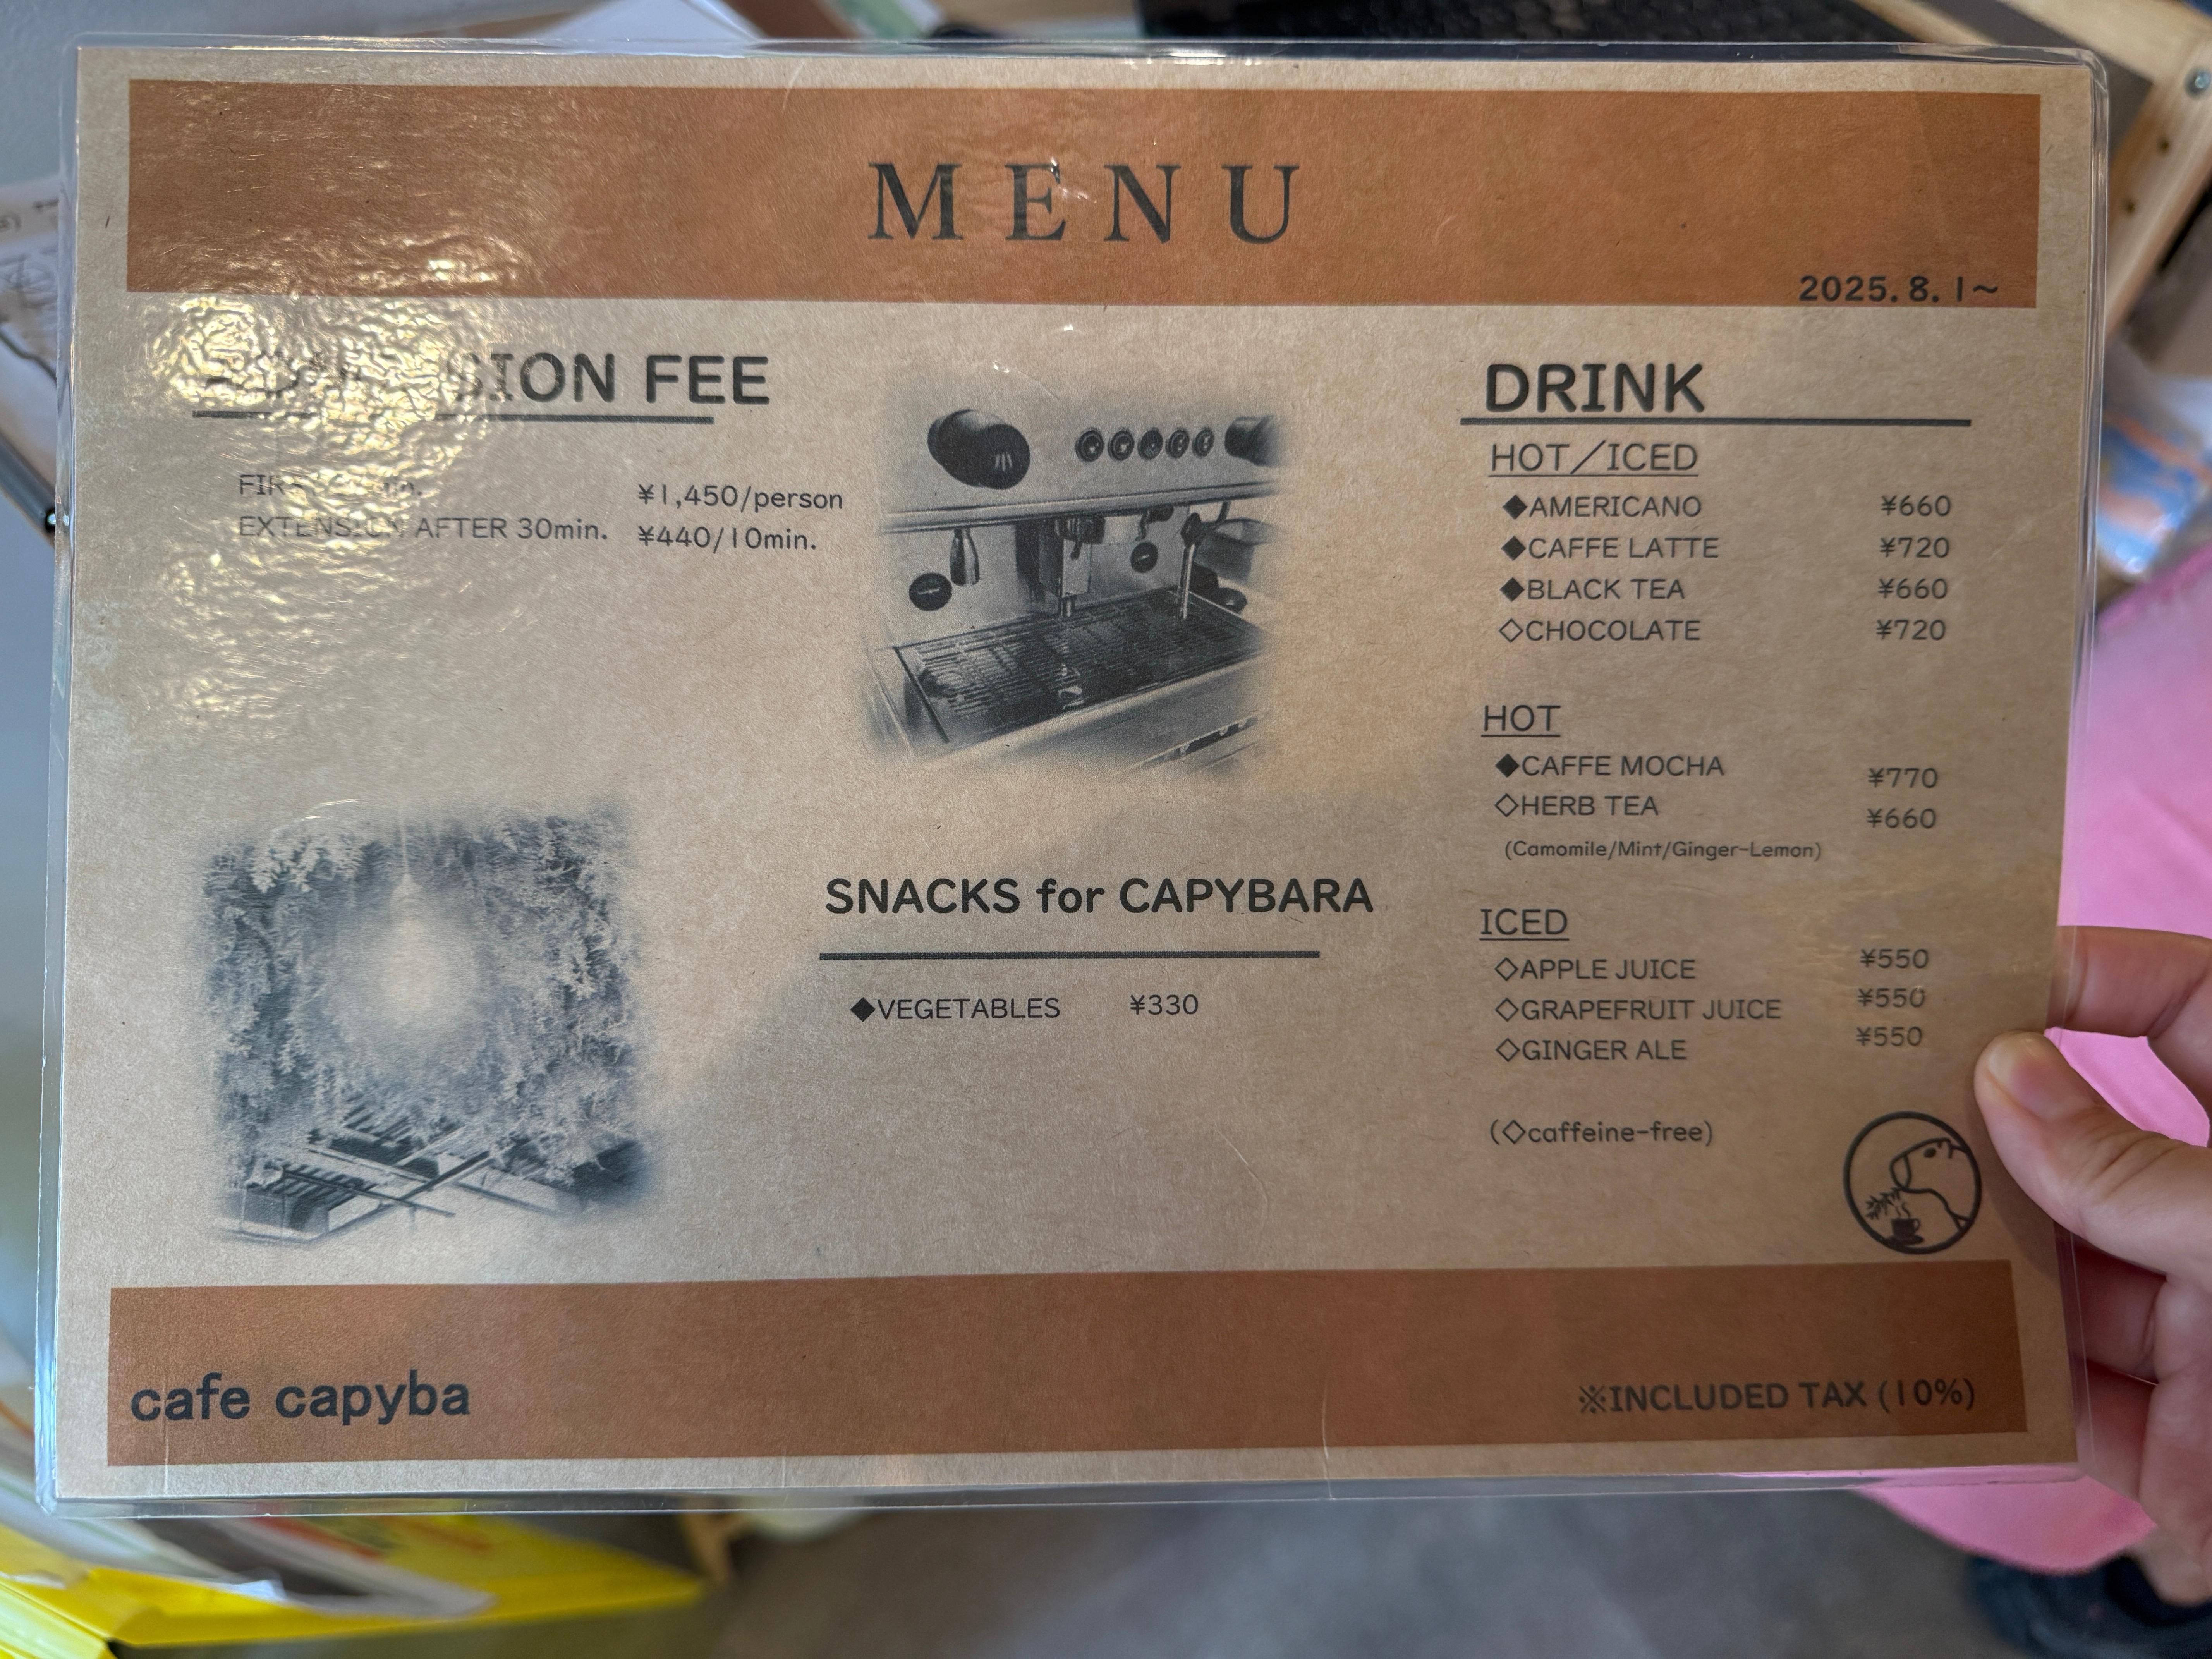 MENU
2025.8.1~
FEE
¥1,450/person
EXTENSION AFTER 30min. ¥440/10min.
SNACKS for CAPYBARA
◆VEGETABLES ¥330
DRINK
HOT/ICED
◆AMERICANO ¥660
◆CAFFE LATTE ¥720
◆BLACK TEA ¥660
◇CHOCOLATE ¥720
HOT
◆CAFFE MOCHA ¥770
◇HERB TEA ¥660
(Camomile/Mint/Ginger-Lemon)
ICED
◇APPLE JUICE ¥550
◇GRAPEFRUIT JUICE ¥550
◇GINGER ALE ¥550
(◇caffeine-free)
cafe capyba
※INCLUDED TAX (10%)